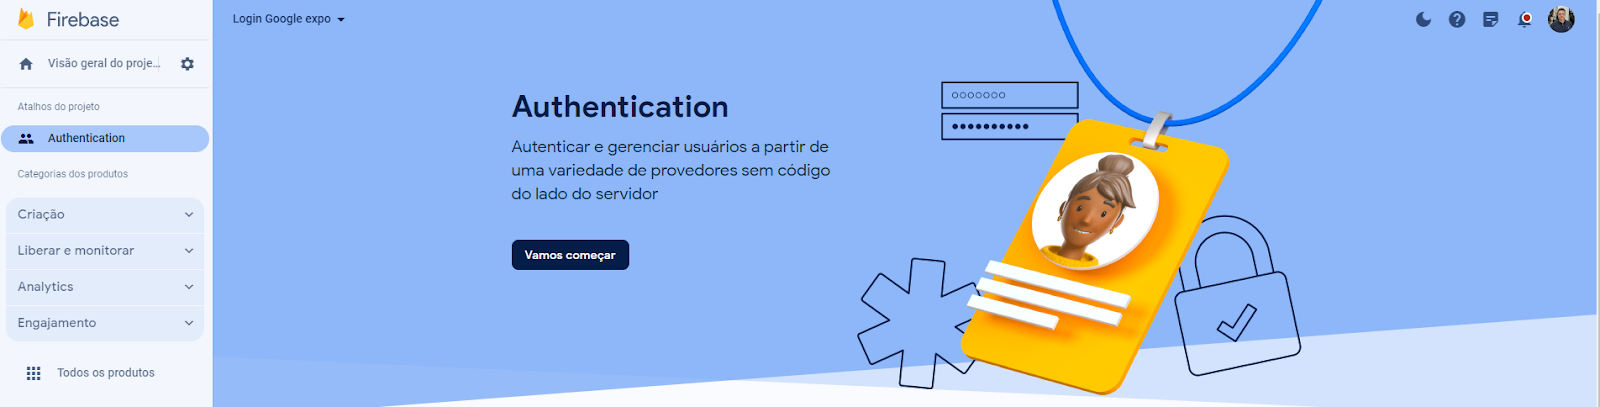 Firebase
Login Google expo
Visão geral do proje...
Atalhos do projeto
Authentication
Categorias dos produtos
Criação
Liberar e monitorar
Analytics
Engajamento
Todos os produtos
Authentication
Autenticar e gerenciar usuários a partir de
uma variedade de provedores sem código
do lado do servidor
Vamos começar